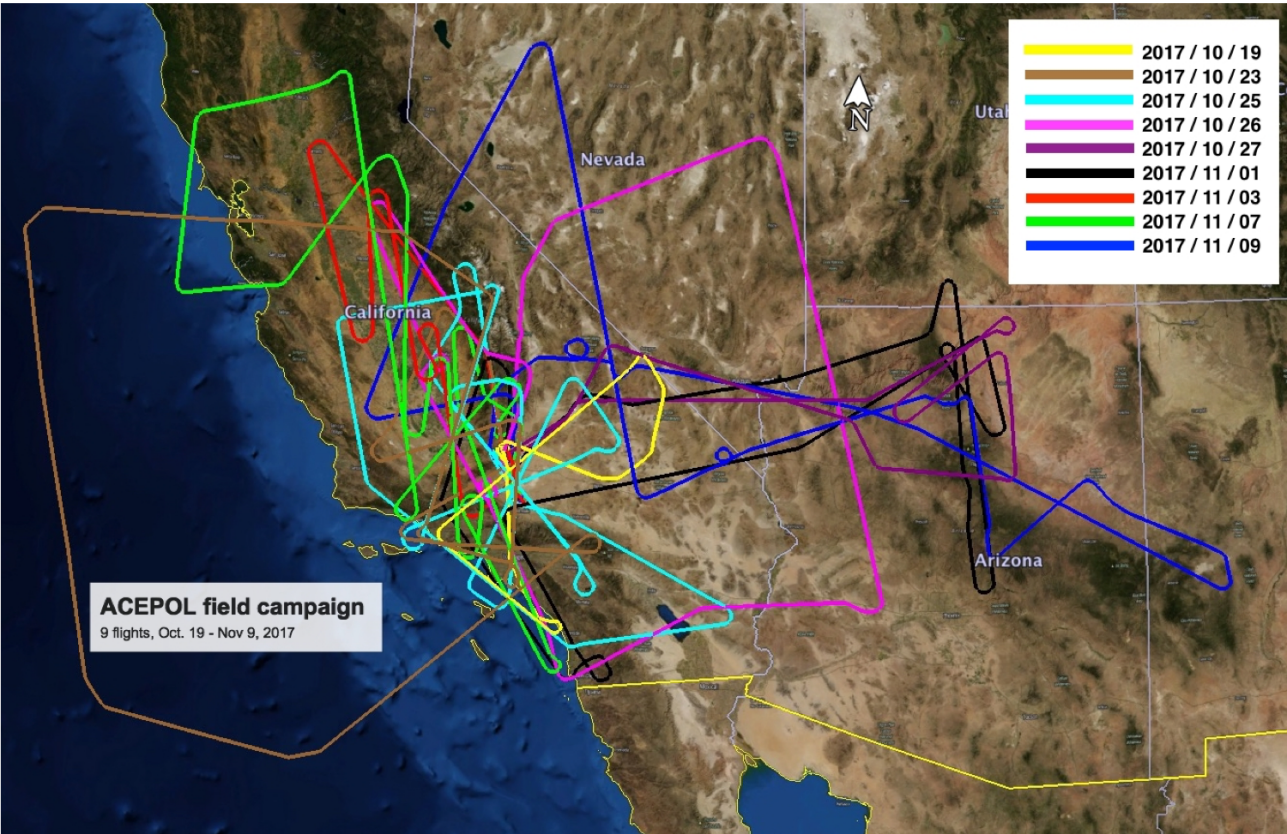 2017 / 10 / 19
2017 / 10 / 23
2017 / 10 / 25
2017 / 10 / 26
2017 / 10 / 27
2017 / 11 / 01
2017 / 11 / 03
2017 / 11 / 07
2017 / 11 / 09
N
Utah
Nevada
California
Arizona
ACEPOL field campaign
9 flights, Oct. 19 - Nov 9, 2017